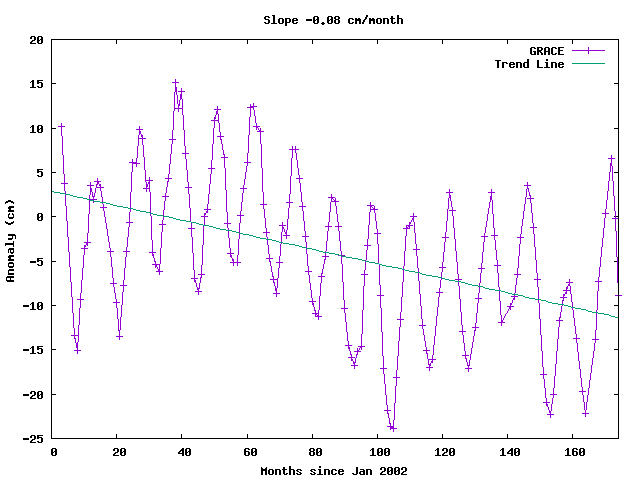 Slope -0.08 cm/month
GRACE
Trend Line
20
15
10
5
0
-5
-10
-15
-20
-25
Anomaly (cm)
0 20 40 60 80 100 120 140 160
Months since Jan 2002